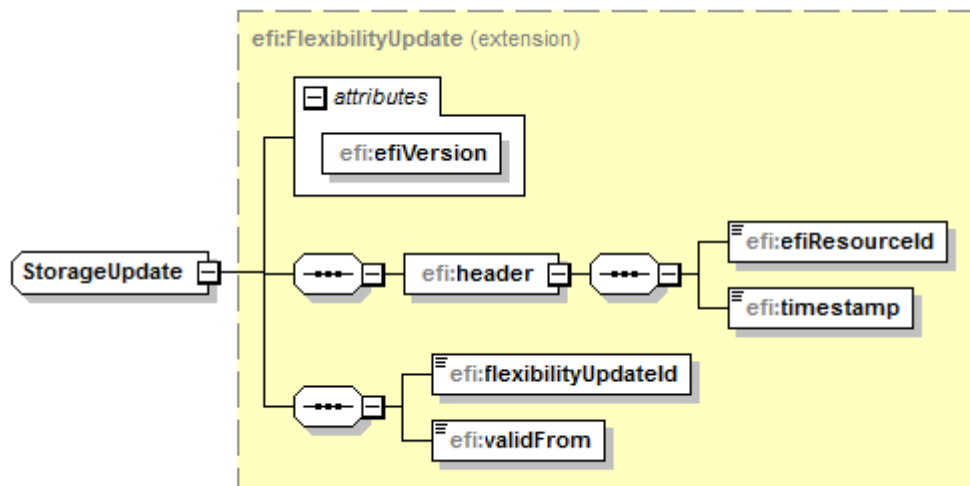 efi:FlexibilityUpdate (extension)
attributes
efi:efiVersion
StorageUpdate
efi:header
efi:efiResourceId
efi:timestamp
efi:flexibilityUpdateId
efi:validFrom